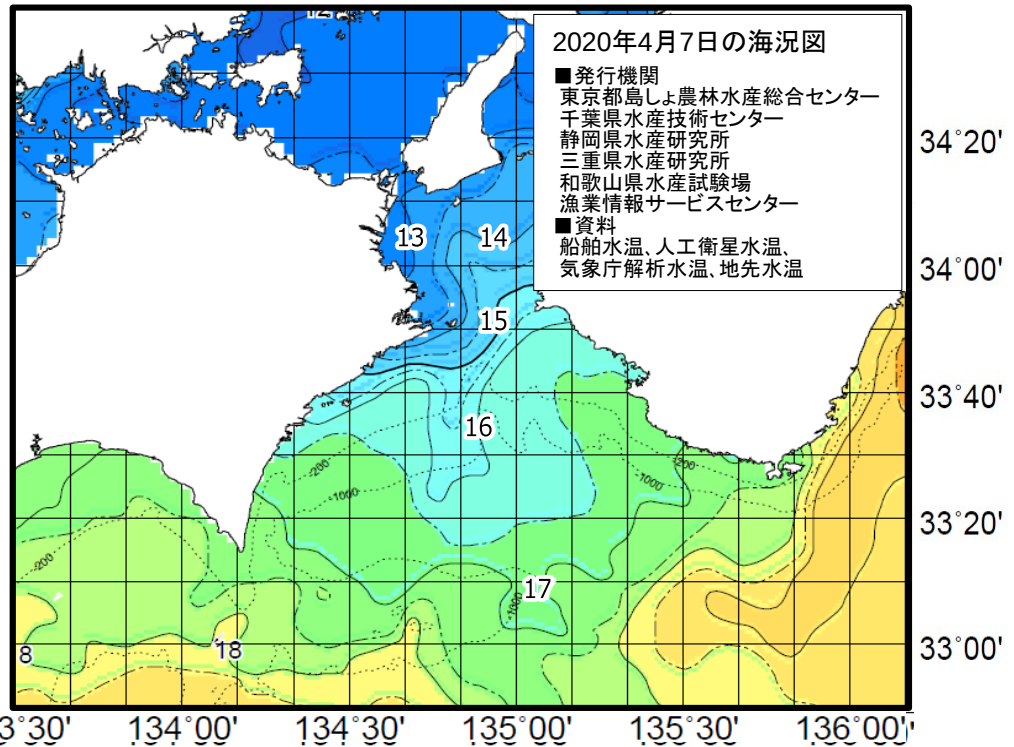 12
2020年4月7日の海況図
■発行機関
東京都島しょ農林水産総合センター
千葉県水産技術センター
静岡県水産研究所
三重県水産研究所
和歌山県水産試験場
漁業情報サービスセンター
■資料
船舶水温、人工衛星水温、
気象庁解析水温、地先水温
34°20'
13
14
34°00'
15
33°40'
16
-200
-200
-1000
-1000
33°20'
-200
17
-1000
8
18
33°00'
3°30'
134°00'
134°30'
135°00'
135°30'
136°00'